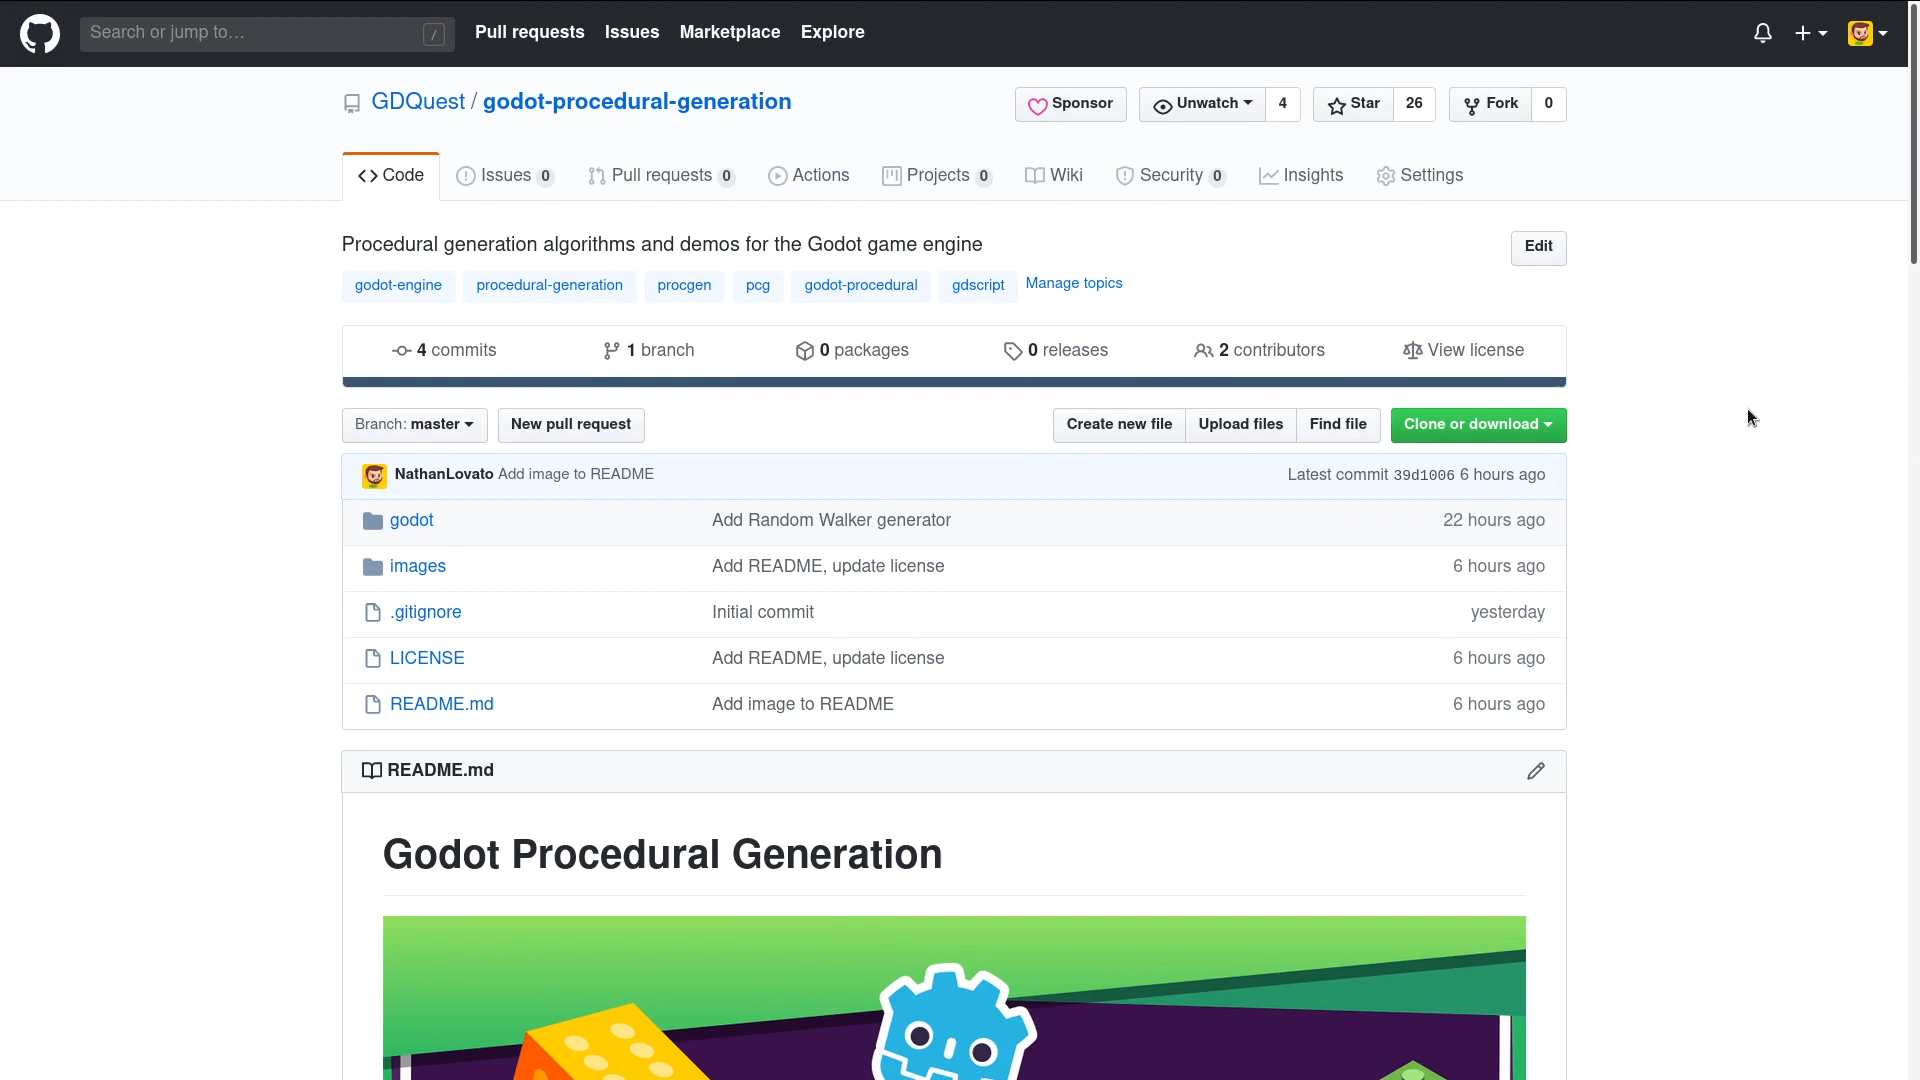 Search or jump to… /
Pull requests Issues Marketplace Explore
GDQuest / godot-procedural-generation
Sponsor Unwatch 4 Star 26 Fork 0
Code Issues 0 Pull requests 0 Actions Projects 0 Wiki Security 0 Insights Settings
Procedural generation algorithms and demos for the Godot game engine
Edit
godot-engine procedural-generation procgen pcg godot-procedural gdscript Manage topics
4 commits 1 branch 0 packages 0 releases 2 contributors View license
Branch: master New pull request Create new file Upload files Find file Clone or download
NathanLovato Add image to README Latest commit 39d1006 6 hours ago
godot Add Random Walker generator 22 hours ago
images Add README, update license 6 hours ago
.gitignore Initial commit yesterday
LICENSE Add README, update license 6 hours ago
README.md Add image to README 6 hours ago
README.md
Godot Procedural Generation